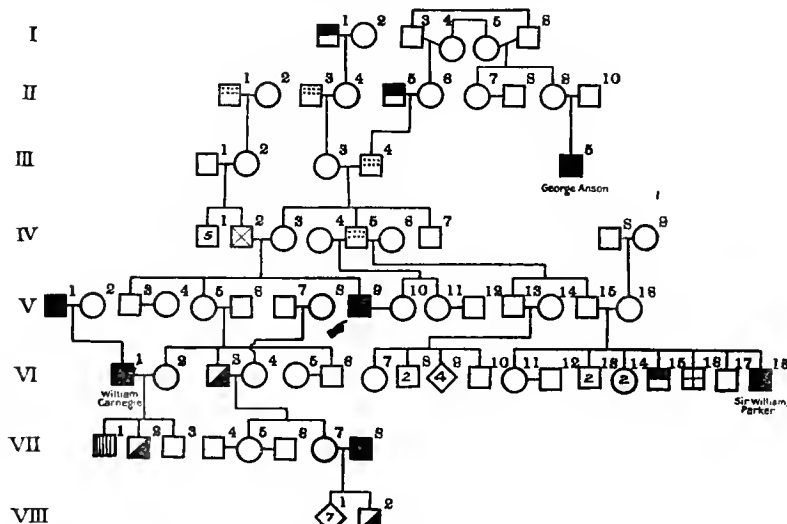 I 1 2 3 4 5 8
II 1 2 3 4 5 6 7 8 8 10
III 1 2 3 4 5
George Anson
IV 5 1 2 3 4 5 6 7 8 9
V 1 2 3 4 5 6 7 8 9 10 11 12 13 14 15 16
VI 1 2 3 4 5 6 7 2 8 4 9 10 11 12 2 13 2 14 15 16 17 18
William
Carnegie
Sir William
Parker
VII 1 2 3 4 5 6 7 8
VIII 7 1 2